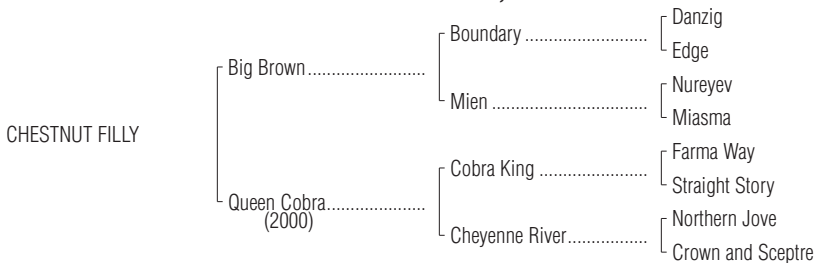 Danzig
Boundary ..........................
Edge
Big Brown.........................
Nureyev
Mien .................................
Miasma
CHESTNUT FILLY
Farma Way
Cobra King .......................
Straight Story
Queen Cobra.....................
(2000)
Northern Jove
Cheyenne River.................
Crown and Sceptre